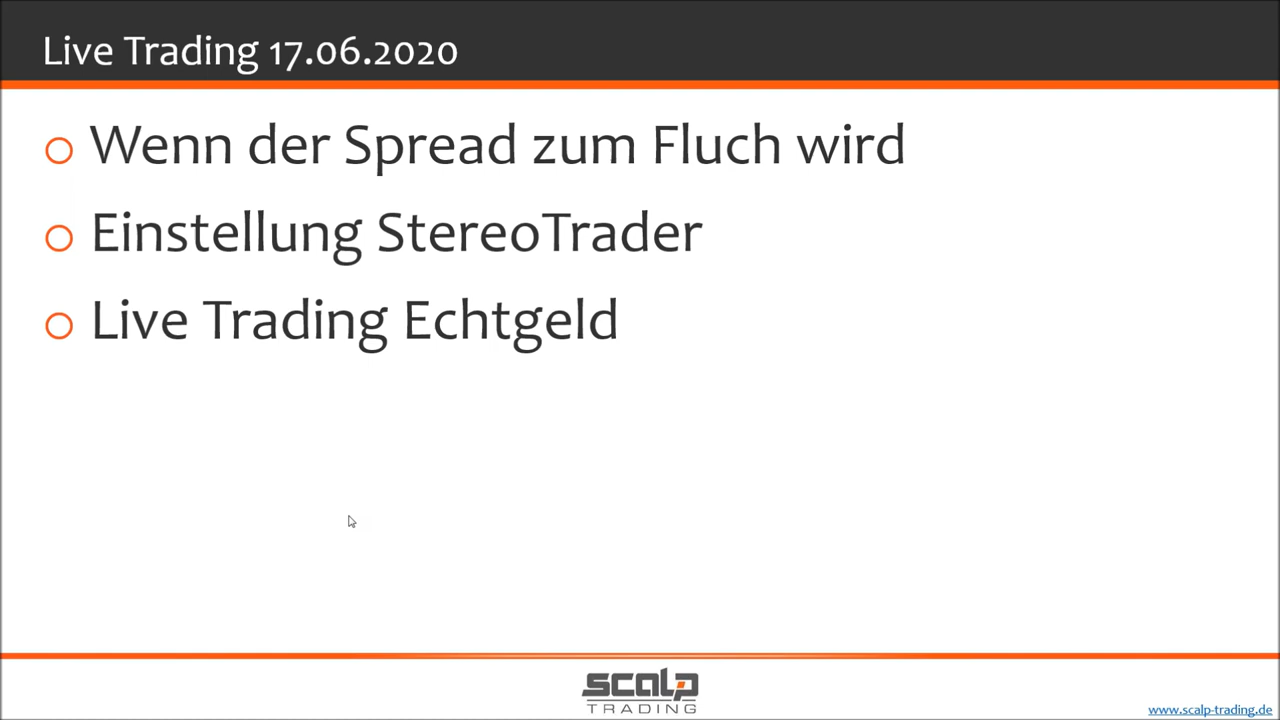 Live Trading 17.06.2020
Wenn der Spread zum Fluch wird
Einstellung StereoTrader
Live Trading Echtgeld
scalp
TRADING
www.scalp-trading.de